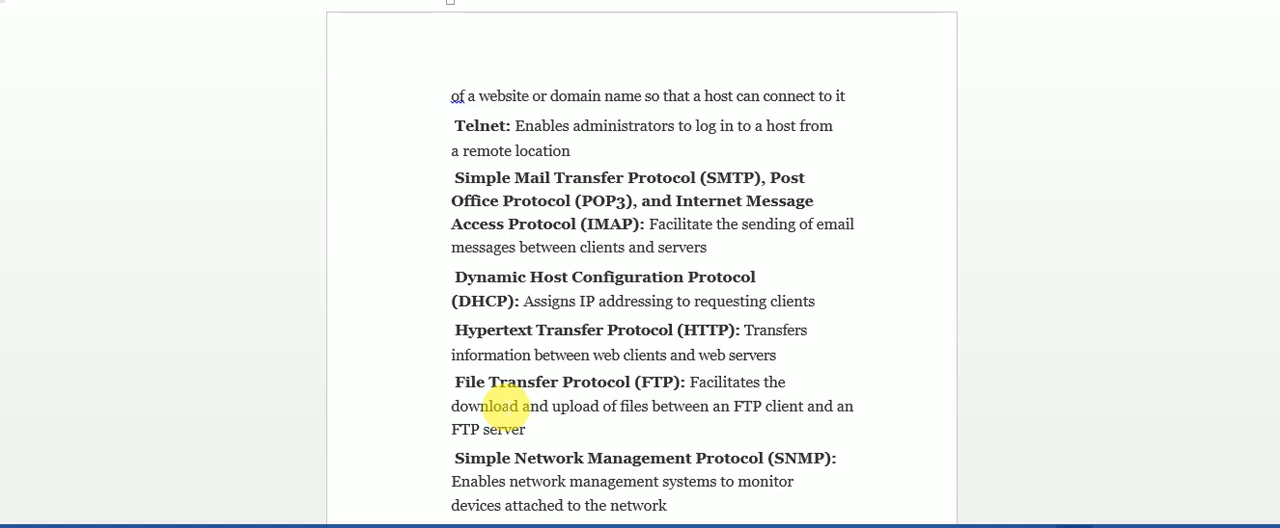 of a website or domain name so that a host can connect to it
Telnet: Enables administrators to log in to a host from
a remote location
Simple Mail Transfer Protocol (SMTP), Post
Office Protocol (POP3), and Internet Message
Access Protocol (IMAP): Facilitate the sending of email
messages between clients and servers
Dynamic Host Configuration Protocol
(DHCP): Assigns IP addressing to requesting clients
Hypertext Transfer Protocol (HTTP): Transfers
information between web clients and web servers
File Transfer Protocol (FTP): Facilitates the
download and upload of files between an FTP client and an
FTP server
Simple Network Management Protocol (SNMP):
Enables network management systems to monitor
devices attached to the network